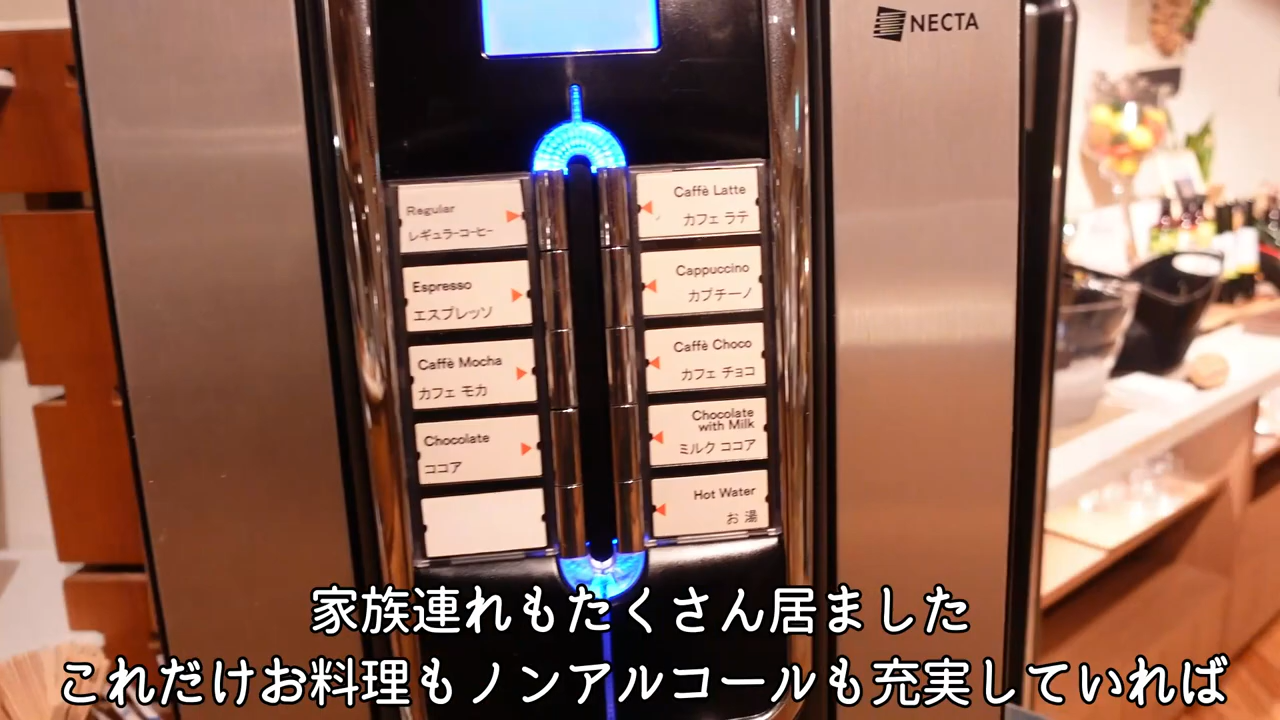 NECTA
Regular
レギュラーコーヒー
Espresso
エスプレッソ
Caffè Mocha
カフェ モカ
Chocolate
ココア
Caffè Latte
カフェ ラテ
Cappuccino
カプチーノ
Caffè Choco
カフェ チョコ
Chocolate
with Milk
ミルク ココア
Hot Water
お 湯
家族連れもたくさん居ました
これだけお料理もノンアルコールも充実していれば